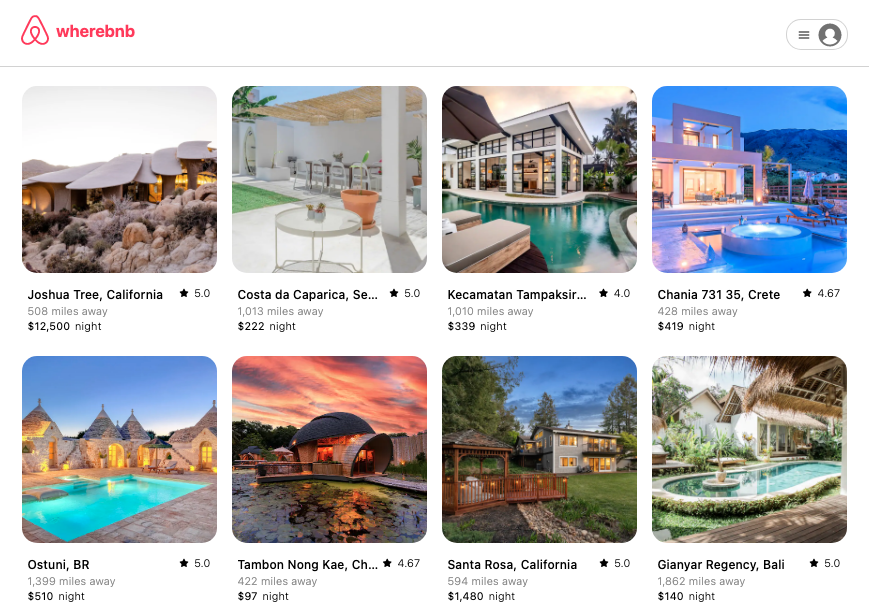 wherebnb
Joshua Tree, California ★ 5.0
508 miles away
$12,500 night
Costa da Caparica, Se... ★ 5.0
1,013 miles away
$222 night
Kecamatan Tampaksir... ★ 4.0
1,010 miles away
$339 night
Chania 731 35, Crete ★ 4.67
428 miles away
$419 night
Ostuni, BR ★ 5.0
1,399 miles away
$510 night
Tambon Nong Kae, Ch... ★ 4.67
422 miles away
$97 night
Santa Rosa, California ★ 5.0
594 miles away
$1,480 night
Gianyar Regency, Bali ★ 5.0
1,862 miles away
$140 night